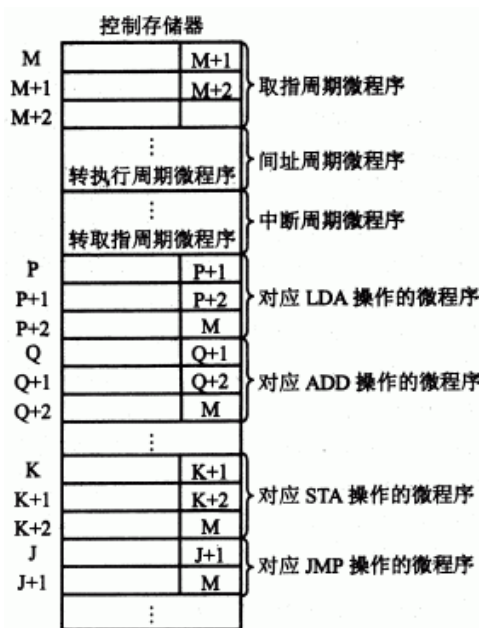 控制存储器
M M+1
M+1 M+2 取指周期微程序
M+2
⋮ 间址周期微程序
转执行周期微程序
⋮ 中断周期微程序
转取指周期微程序
P P+1
P+1 P+2 对应 LDA 操作的微程序
P+2 M
Q Q+1
Q+1 Q+2 对应 ADD 操作的微程序
Q+2 M
⋮
K K+1
K+1 K+2 对应 STA 操作的微程序
K+2 M
J J+1 对应 JMP 操作的微程序
J+1 M
⋮